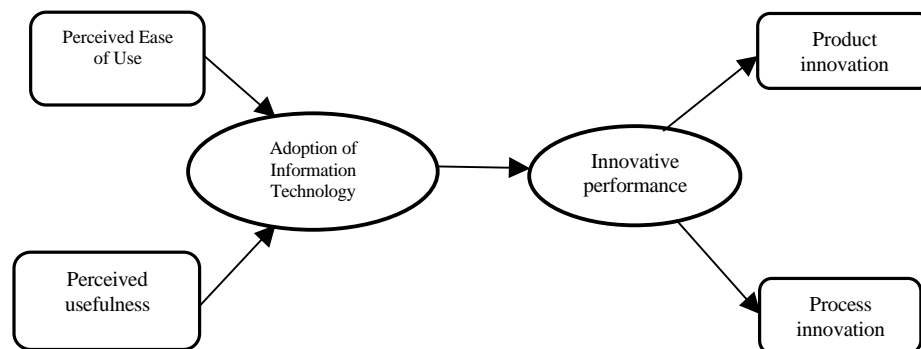 Perceived Ease
of Use
Product
innovation
Adoption of
Information
Technology
Innovative
performance
Perceived
usefulness
Process
innovation